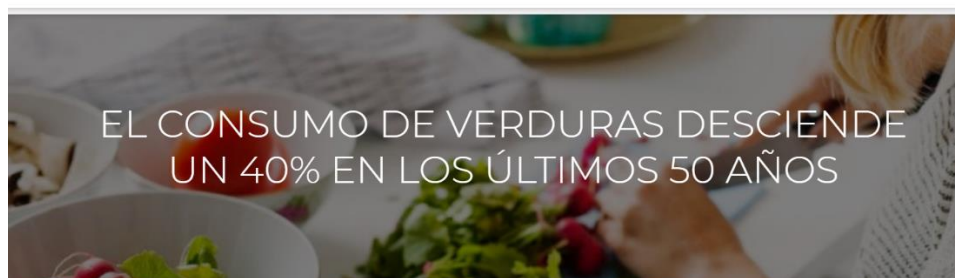 EL CONSUMO DE VERDURAS DESCIENDE
UN 40% EN LOS ÚLTIMOS 50 AÑOS